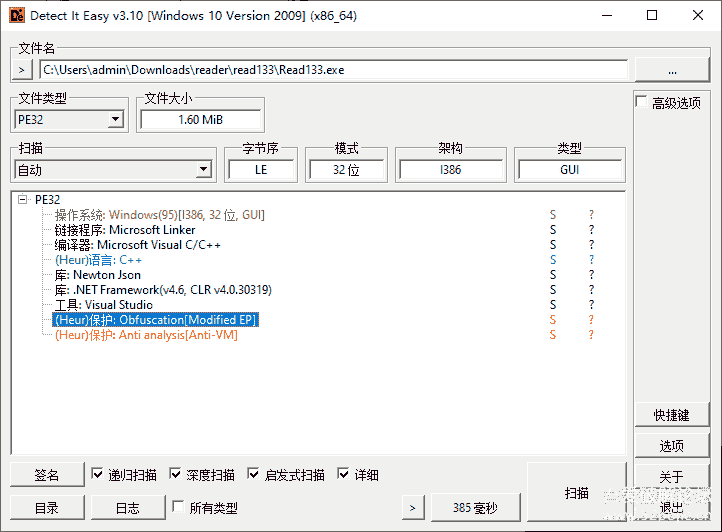 Detect It Easy v3.10 [Windows 10 Version 2009] (x86_64)
文件名
> C:\Users\admin\Downloads\reader\read133\Read133.exe ...
文件类型 文件大小 高级选项
PE32 1.60 MiB
扫描 字节序 模式 架构 类型
自动 LE 32 位 I386 GUI
PE32
操作系统: Windows(95)[I386, 32 位, GUI] S ?
链接程序: Microsoft Linker S ?
编译器: Microsoft Visual C/C++ S ?
(Heur)语言: C++ S ?
库: Newton Json S ?
库: .NET Framework(v4.6, CLR v4.0.30319) S ?
工具: Visual Studio S ?
(Heur)保护: Obfuscation[Modified EP] S ?
(Heur)保护: Anti analysis[Anti-VM] S ?
快捷键
选项
签名 递归扫描 深度扫描 启发式扫描 详细 扫描 关于
目录 日志 所有类型 > 385 毫秒 退出